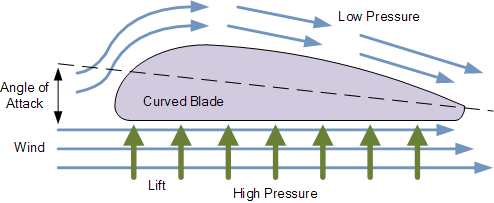 Low Pressure
Angle of
Attack
Curved Blade
Wind
Lift
High Pressure